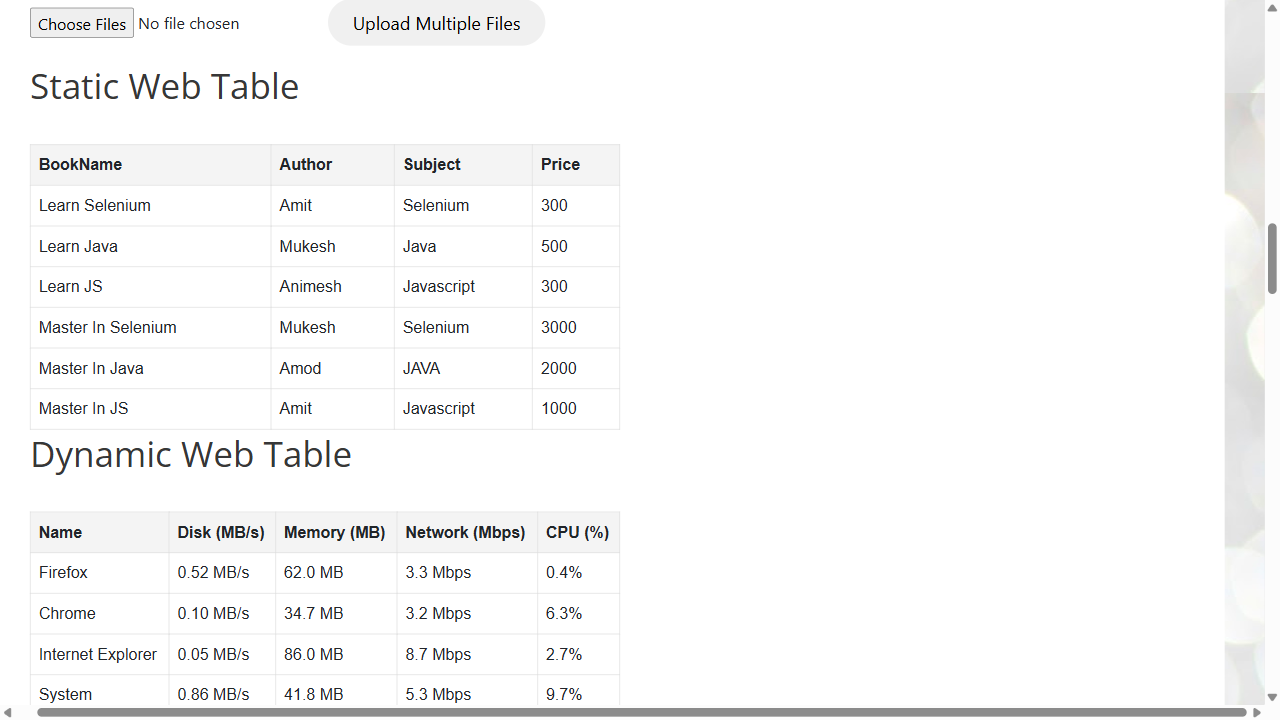 Choose Files No file chosen Upload Multiple Files
Static Web Table
BookName Author Subject Price
Learn Selenium Amit Selenium 300
Learn Java Mukesh Java 500
Learn JS Animesh Javascript 300
Master In Selenium Mukesh Selenium 3000
Master In Java Amod JAVA 2000
Master In JS Amit Javascript 1000
Dynamic Web Table
Name Disk (MB/s) Memory (MB) Network (Mbps) CPU (%)
Firefox 0.52 MB/s 62.0 MB 3.3 Mbps 0.4%
Chrome 0.10 MB/s 34.7 MB 3.2 Mbps 6.3%
Internet Explorer 0.05 MB/s 86.0 MB 8.7 Mbps 2.7%
System 0.86 MB/s 41.8 MB 5.3 Mbps 9.7%